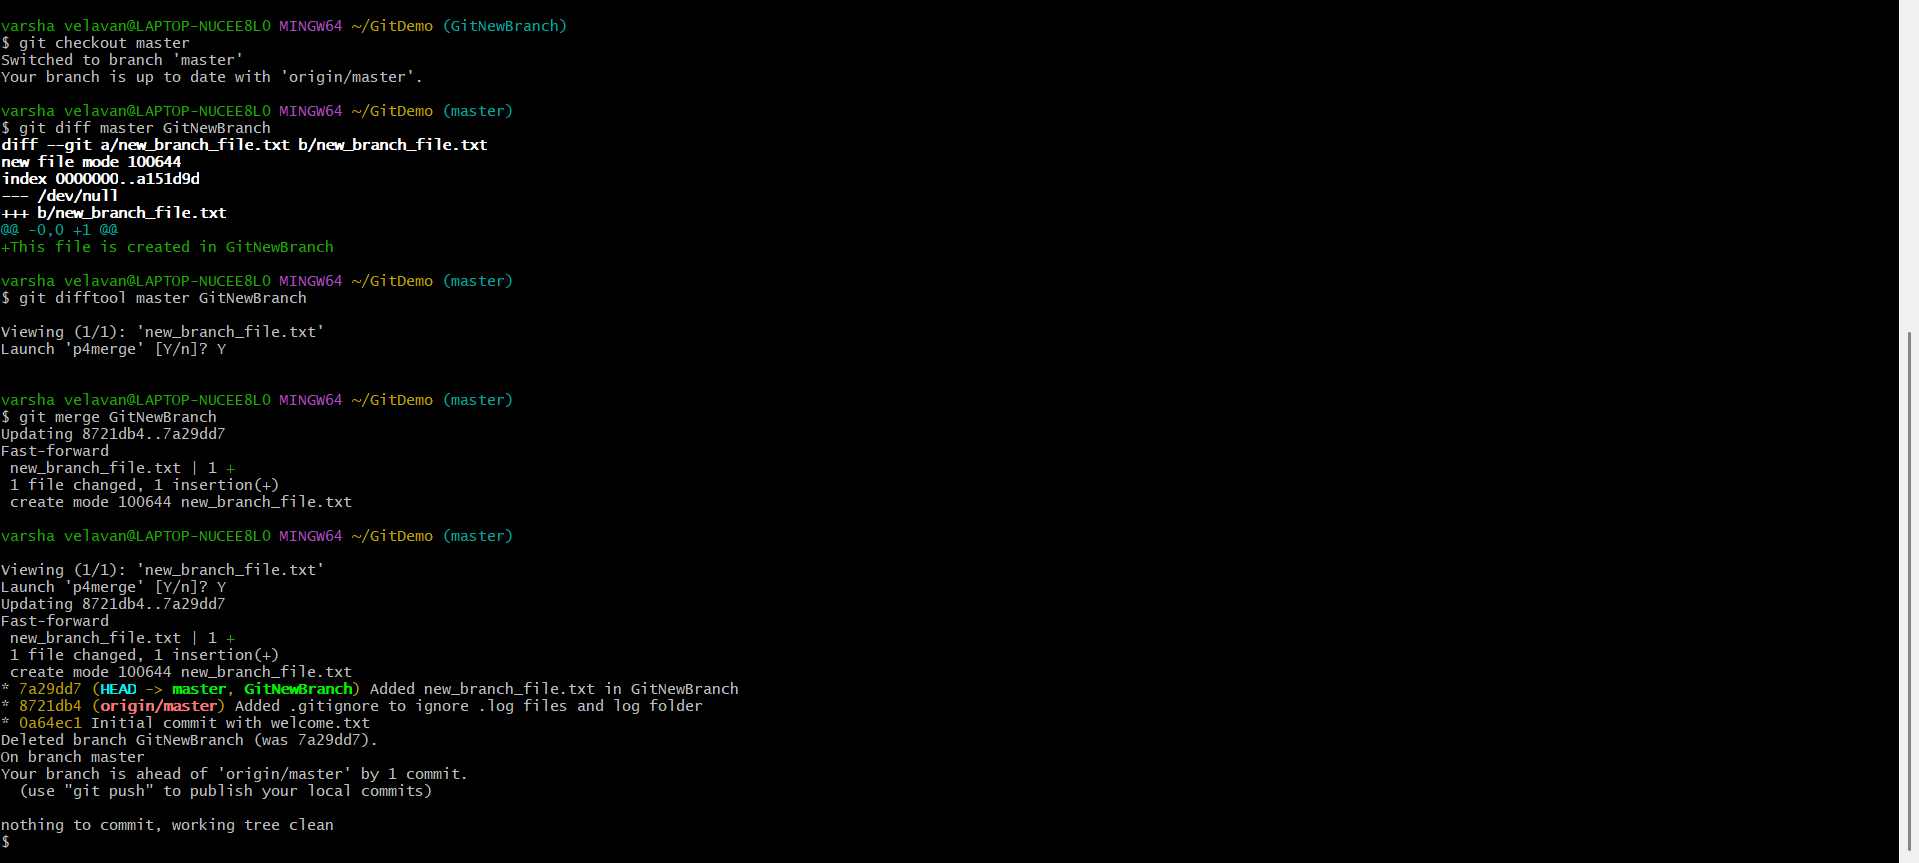 varsha velavan@LAPTOP-NUCEE8L0 MINGW64 ~/GitDemo (GitNewBranch)
$ git checkout master
Switched to branch 'master'
Your branch is up to date with 'origin/master'.
varsha velavan@LAPTOP-NUCEE8L0 MINGW64 ~/GitDemo (master)
$ git diff master GitNewBranch
diff --git a/new_branch_file.txt b/new_branch_file.txt
new file mode 100644
index 0000000..a151d9d
--- /dev/null
+++ b/new_branch_file.txt
@@ -0,0 +1 @@
+This file is created in GitNewBranch
varsha velavan@LAPTOP-NUCEE8L0 MINGW64 ~/GitDemo (master)
$ git difftool master GitNewBranch
Viewing (1/1): 'new_branch_file.txt'
Launch 'p4merge' [Y/n]? Y
varsha velavan@LAPTOP-NUCEE8L0 MINGW64 ~/GitDemo (master)
$ git merge GitNewBranch
Updating 8721db4..7a29dd7
Fast-forward
 new_branch_file.txt | 1 +
 1 file changed, 1 insertion(+)
 create mode 100644 new_branch_file.txt
varsha velavan@LAPTOP-NUCEE8L0 MINGW64 ~/GitDemo (master)
Viewing (1/1): 'new_branch_file.txt'
Launch 'p4merge' [Y/n]? Y
Updating 8721db4..7a29dd7
Fast-forward
 new_branch_file.txt | 1 +
 1 file changed, 1 insertion(+)
 create mode 100644 new_branch_file.txt
* 7a29dd7 (HEAD -> master, GitNewBranch) Added new_branch_file.txt in GitNewBranch
* 8721db4 (origin/master) Added .gitignore to ignore .log files and log folder
* 0a64ec1 Initial commit with welcome.txt
Deleted branch GitNewBranch (was 7a29dd7).
On branch master
Your branch is ahead of 'origin/master' by 1 commit.
  (use "git push" to publish your local commits)
nothing to commit, working tree clean
$